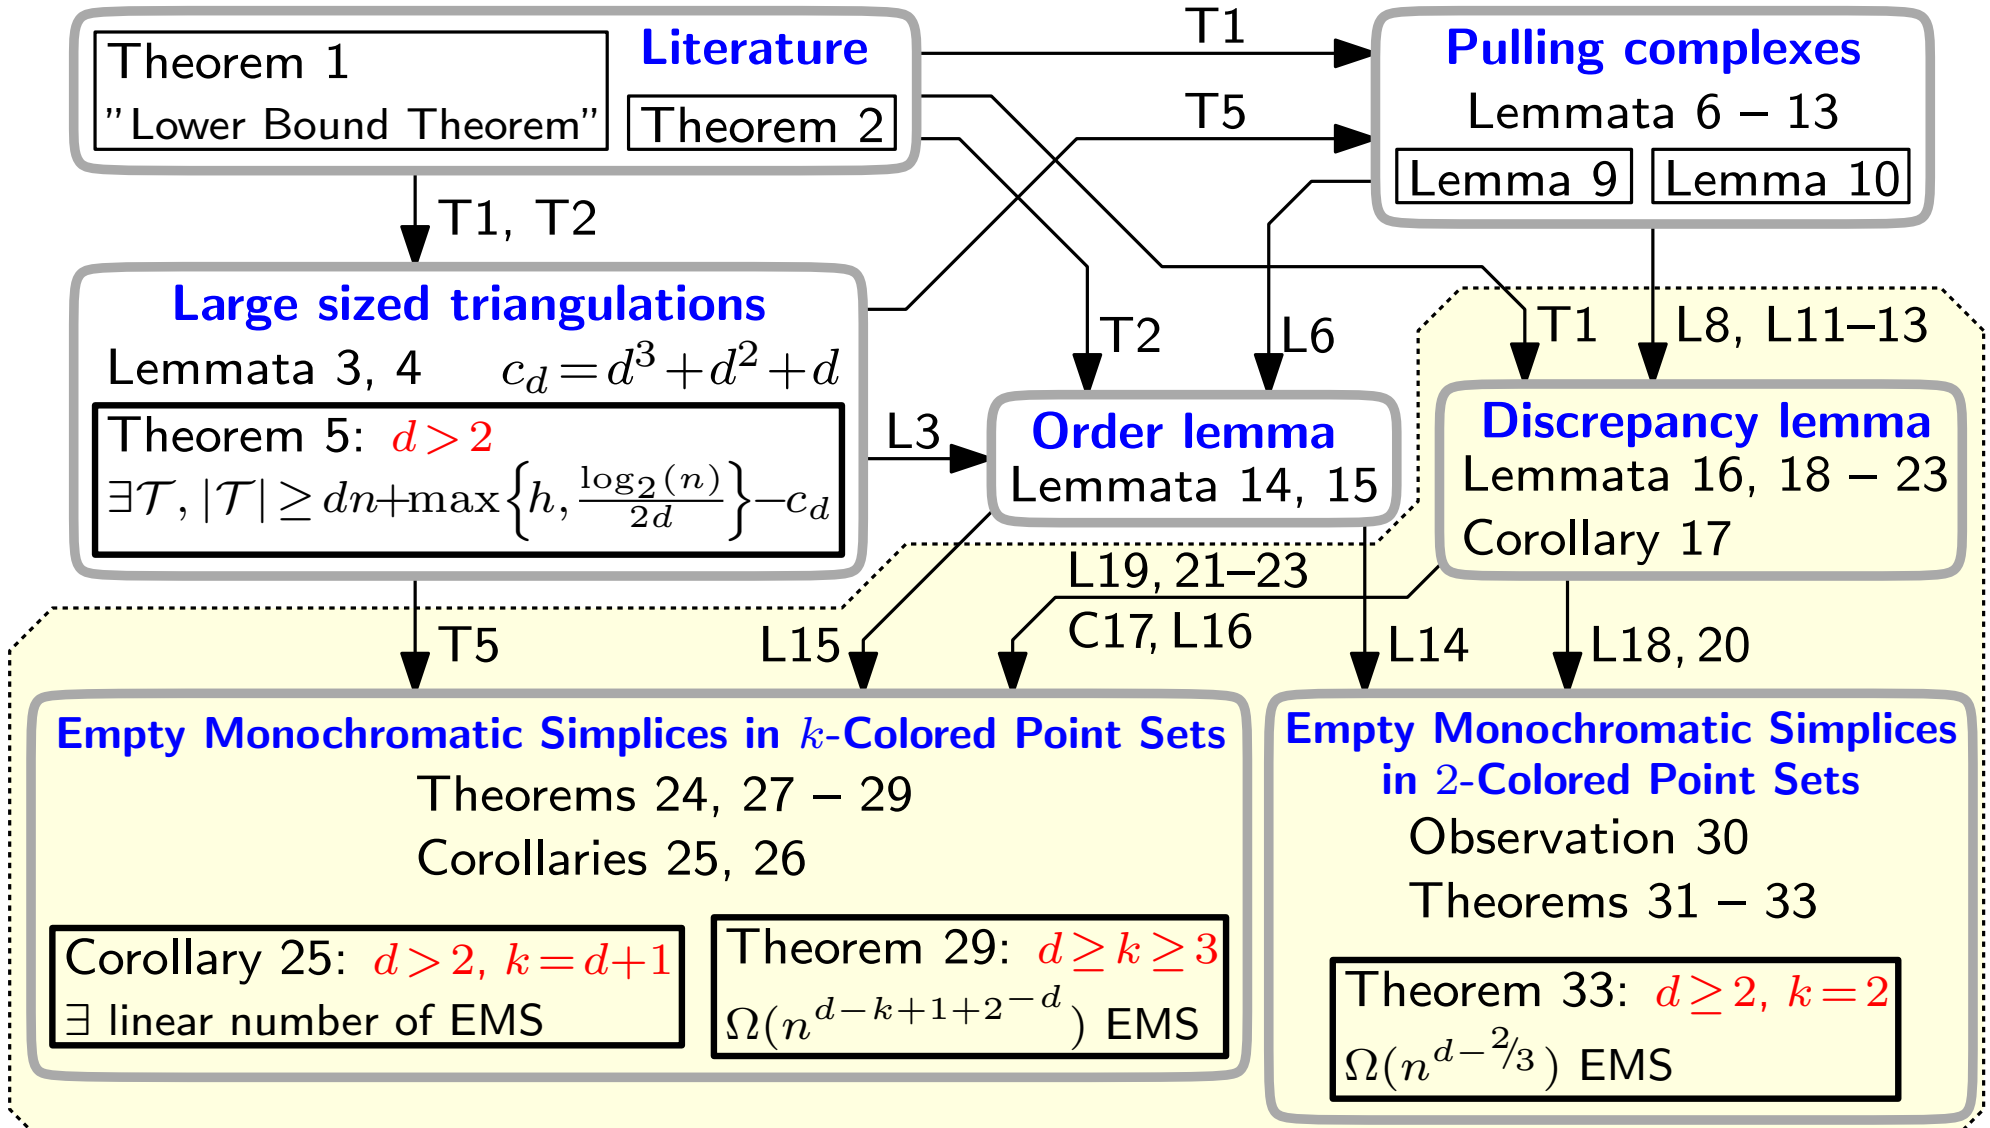 Theorem 1
"Lower Bound Theorem"
Literature
Theorem 2
T1
T5
Pulling complexes
Lemmata 6 – 13
Lemma 9
Lemma 10
T1, T2
Large sized triangulations
Lemmata 3, 4 c_d = d³+d²+d
Theorem 5: d > 2
∃𝒯, |𝒯| ≥ dn+max{h, log₂(n)/2d}−c_d
L3
T2
L6
T1
L8, L11–13
Order lemma
Lemmata 14, 15
Discrepancy lemma
Lemmata 16, 18 – 23
Corollary 17
T5
L15
L19, 21–23
C17, L16
L14
L18, 20
Empty Monochromatic Simplices in k-Colored Point Sets
Theorems 24, 27 – 29
Corollaries 25, 26
Corollary 25: d > 2, k = d+1
∃ linear number of EMS
Theorem 29: d ≥ k ≥ 3
Ω(n^{d−k+1+2^{−d}}) EMS
Empty Monochromatic Simplices
in 2-Colored Point Sets
Observation 30
Theorems 31 – 33
Theorem 33: d ≥ 2, k = 2
Ω(n^{d−2/3}) EMS